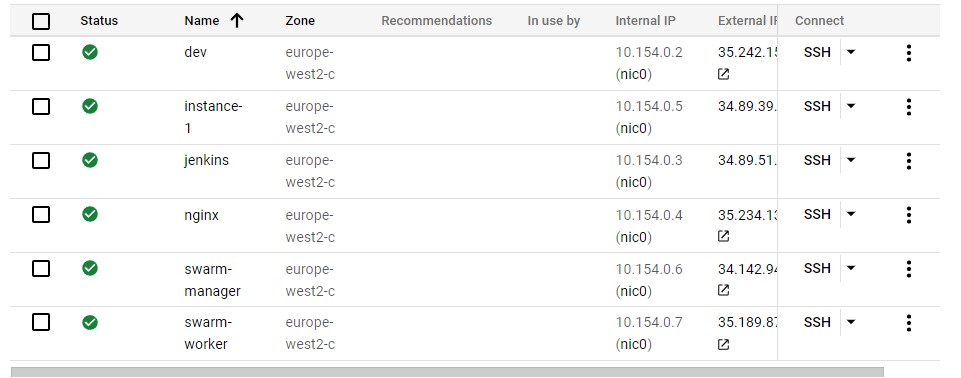 Status Name Zone Recommendations In use by Internal IP External IP Connect
dev europe- 10.154.0.2 35.242.15 SSH
west2-c (nic0)
instance- europe- 10.154.0.5 34.89.39. SSH
1 west2-c (nic0)
jenkins europe- 10.154.0.3 34.89.51. SSH
west2-c (nic0)
nginx europe- 10.154.0.4 35.234.13 SSH
west2-c (nic0)
swarm- europe- 10.154.0.6 34.142.94 SSH
manager west2-c (nic0)
swarm- europe- 10.154.0.7 35.189.87 SSH
worker west2-c (nic0)